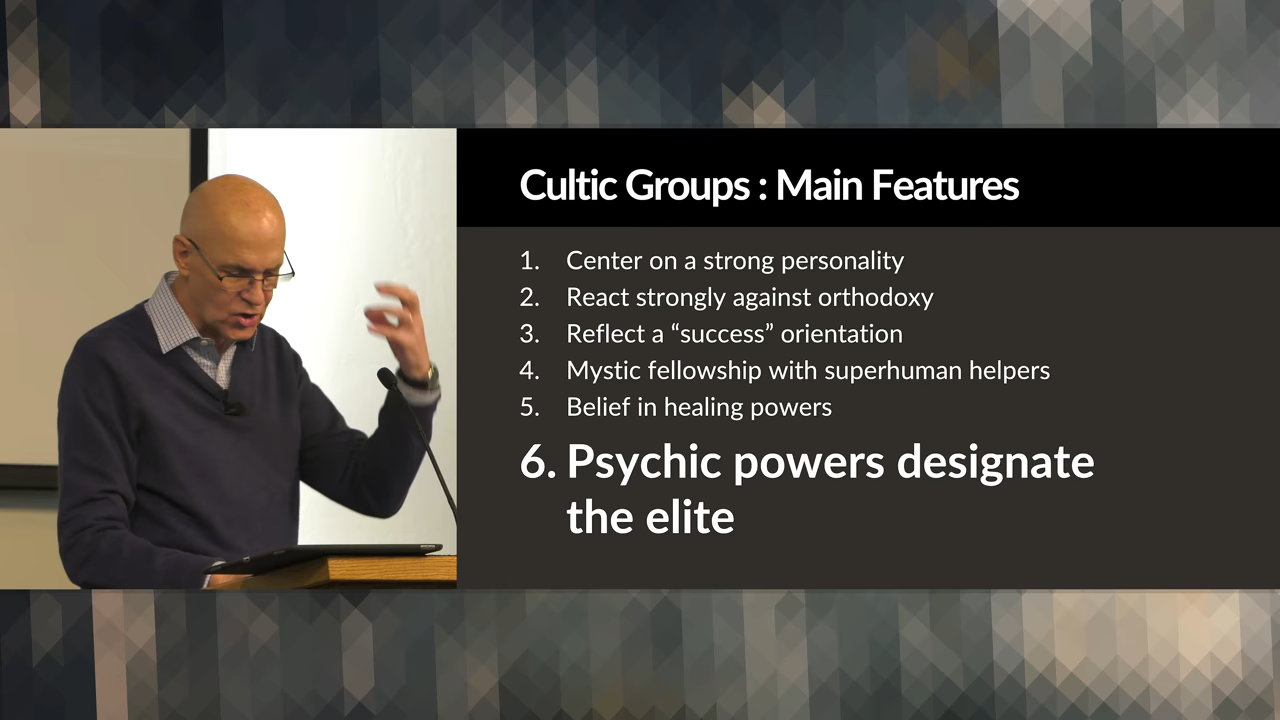 Cultic Groups : Main Features
1. Center on a strong personality
2. React strongly against orthodoxy
3. Reflect a “success” orientation
4. Mystic fellowship with superhuman helpers
5. Belief in healing powers
6. Psychic powers designate
the elite